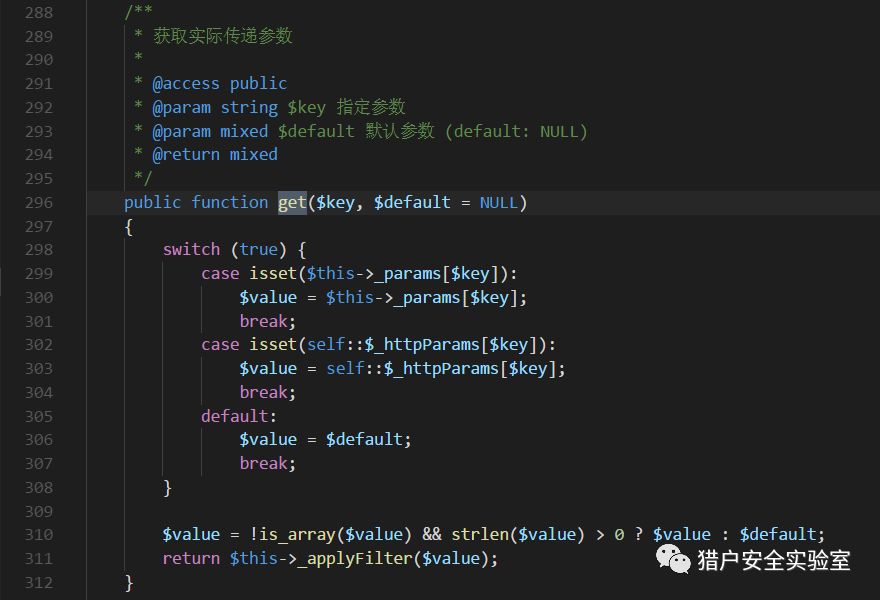 288 /**
289 * 获取实际传递参数
290 *
291 * @access public
292 * @param string $key 指定参数
293 * @param mixed $default 默认参数 (default: NULL)
294 * @return mixed
295 */
296 public function get($key, $default = NULL)
297 {
298 switch (true) {
299 case isset($this->_params[$key]):
300 $value = $this->_params[$key];
301 break;
302 case isset(self::$_httpParams[$key]):
303 $value = self::$_httpParams[$key];
304 break;
305 default:
306 $value = $default;
307 break;
308 }
309
310 $value = !is_array($value) && strlen($value) > 0 ? $value : $default;
311 return $this->_applyFilter($value);
312 }
猎户安全实验室